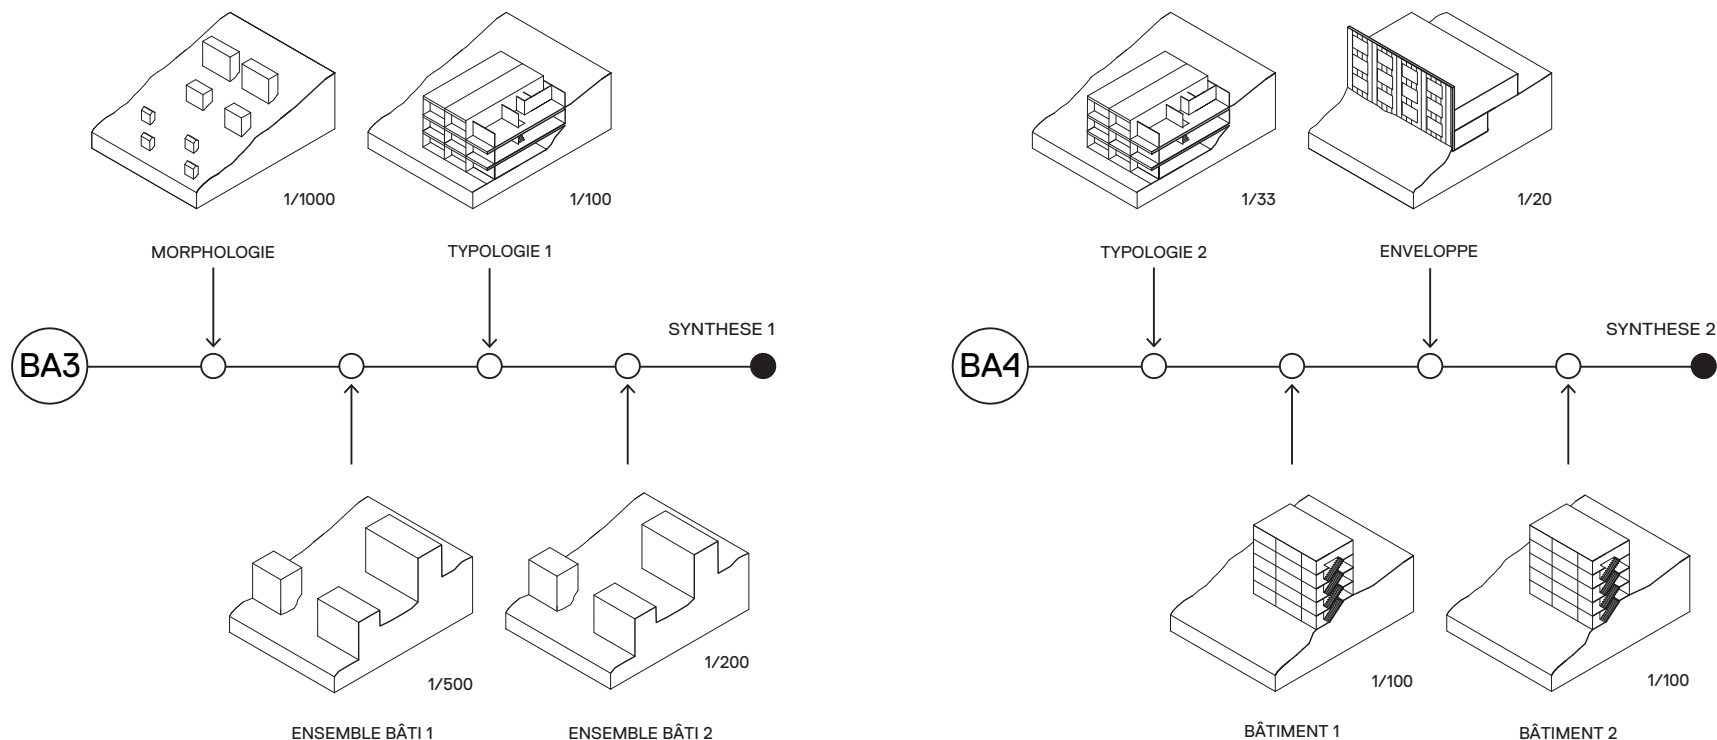 1/1000
1/100
1/33
1/20
MORPHOLOGIE
TYPOLOGIE 1
TYPOLOGIE 2
ENVELOPPE
SYNTHESE 1
SYNTHESE 2
BA3
BA4
1/500
1/200
1/100
1/100
ENSEMBLE BÂTI 1
ENSEMBLE BÂTI 2
BÂTIMENT 1
BÂTIMENT 2